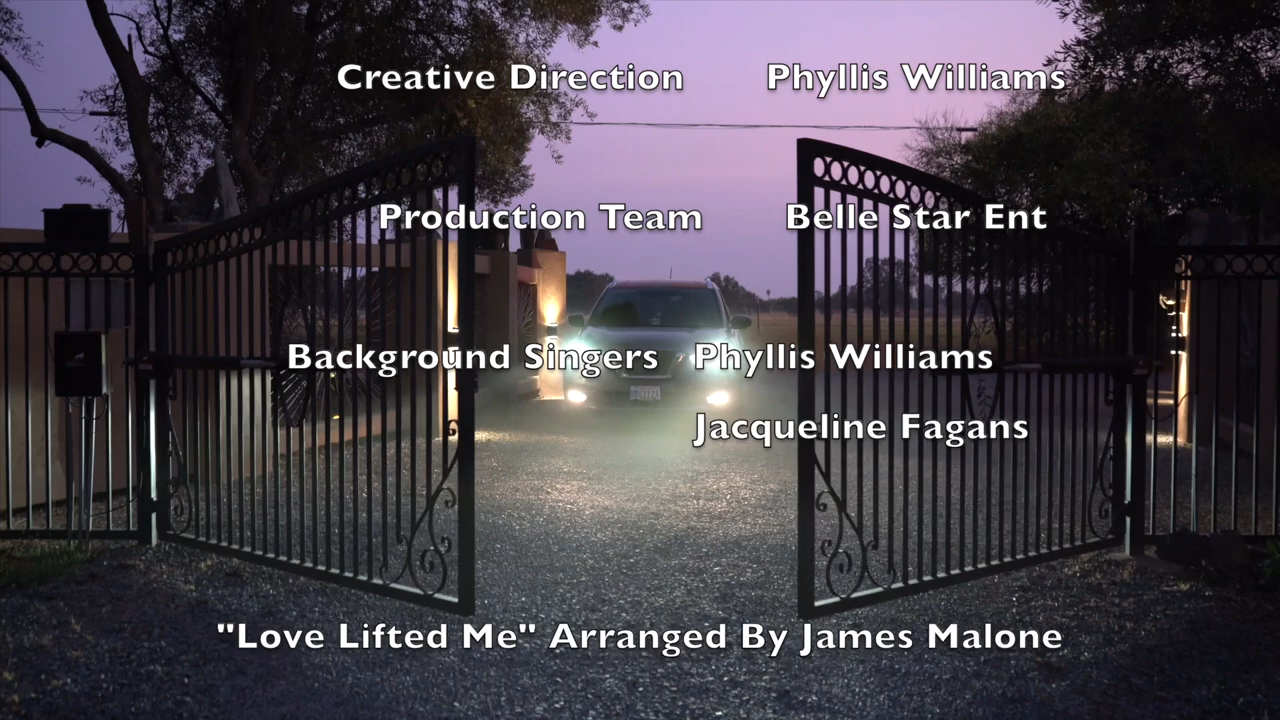 Creative Direction Phyllis Williams
Production Team Belle Star Ent
Background Singers Phyllis Williams
Jacqueline Fagans
"Love Lifted Me" Arranged By James Malone